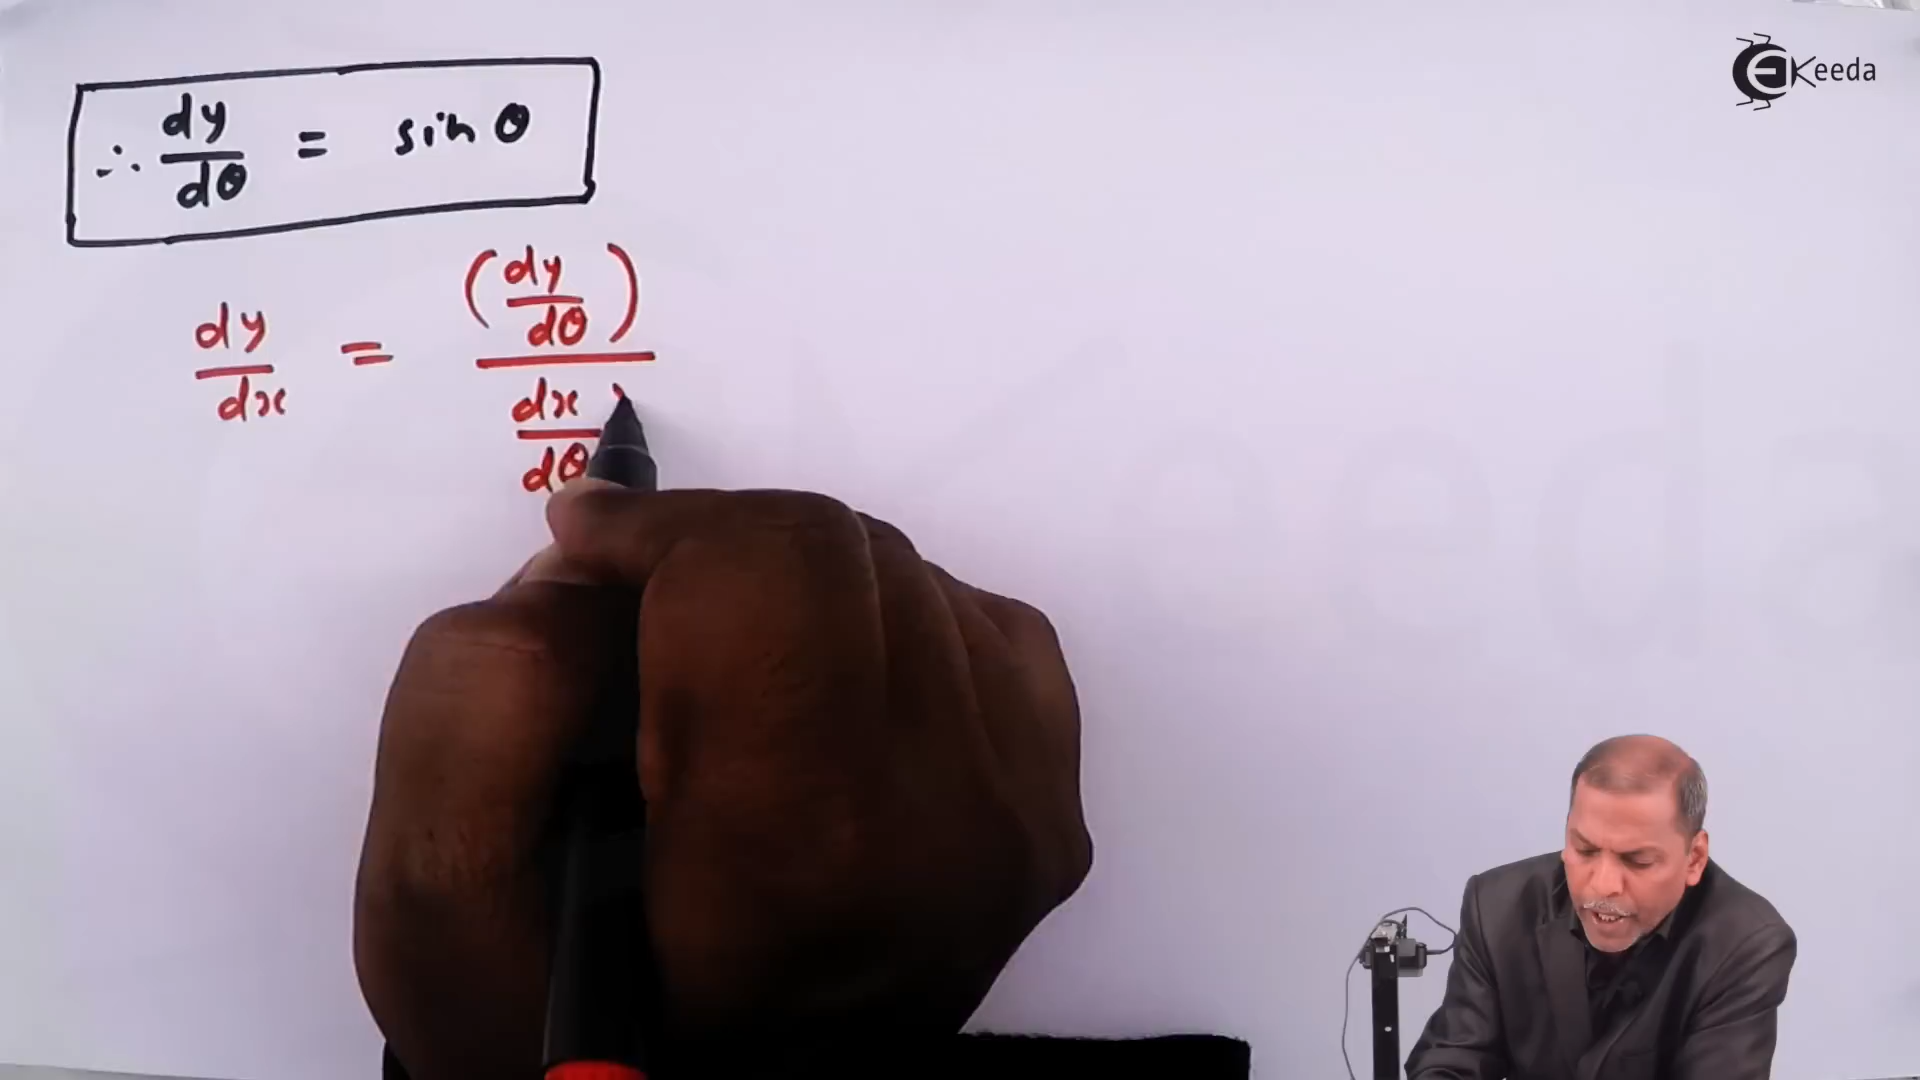 Keeda
∴ dy/dθ = sin θ
dy/dx = (dy/dθ)/(dx/dθ